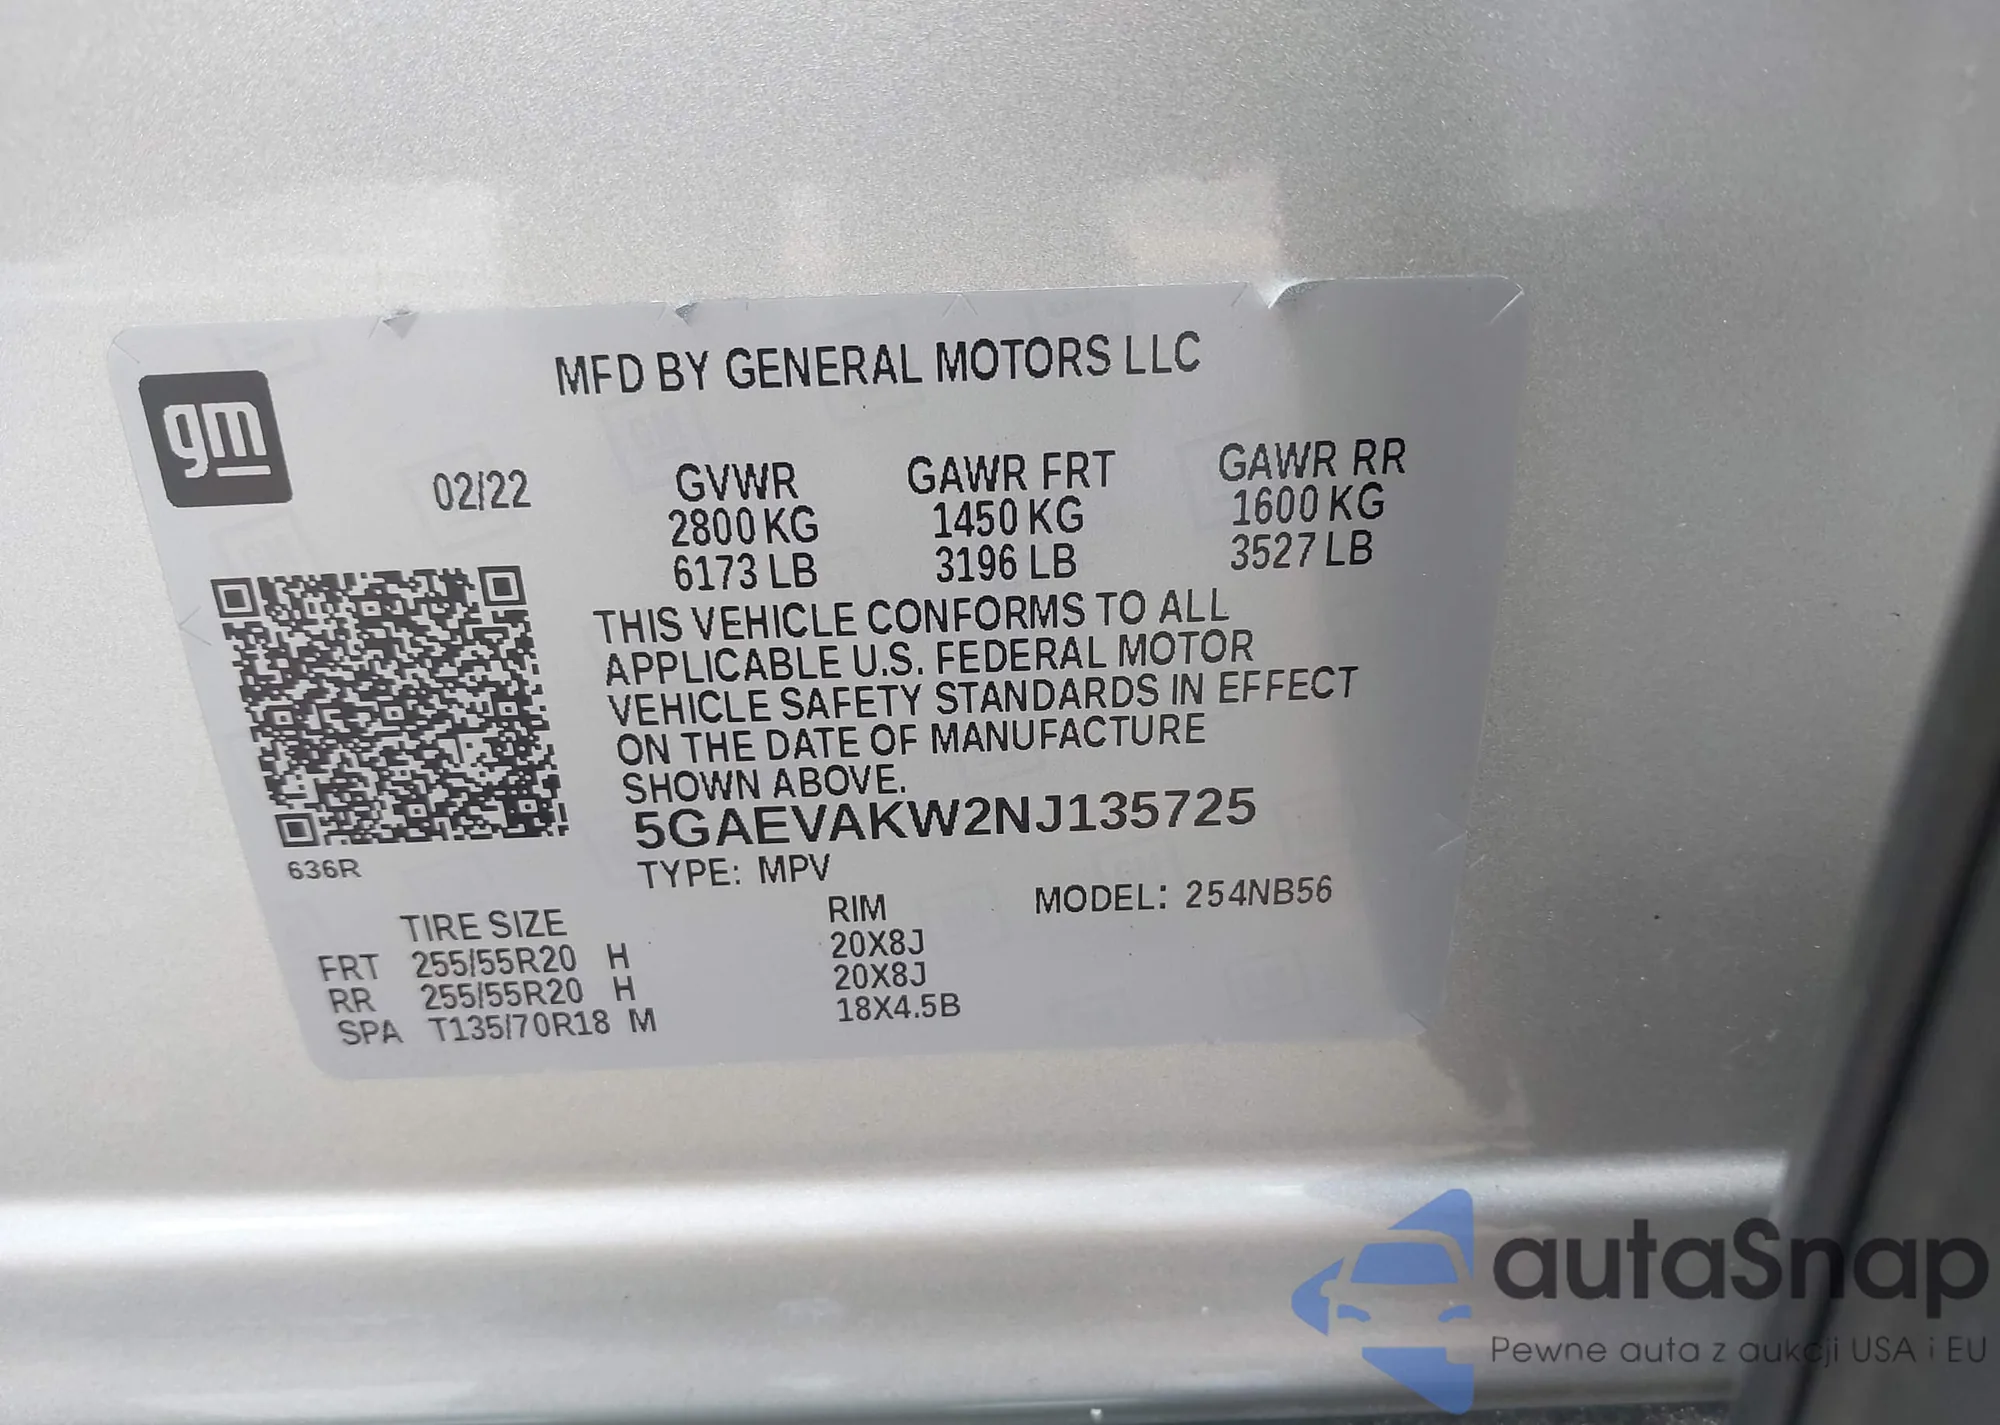 MFD BY GENERAL MOTORS LLC
gm
02/22 GVWR GAWR FRT GAWR RR
2800 KG 1450 KG 1600 KG
6173 LB 3196 LB 3527 LB
THIS VEHICLE CONFORMS TO ALL
APPLICABLE U.S. FEDERAL MOTOR
VEHICLE SAFETY STANDARDS IN EFFECT
ON THE DATE OF MANUFACTURE
SHOWN ABOVE.
5GAEVAKW2NJ135725
636R
TYPE: MPV
MODEL: 254NB56
TIRE SIZE RIM
FRT 255/55R20 H 20X8J
RR 255/55R20 H 20X8J
SPA T135/70R18 M 18X4.5B
autaSnap
Pewne auta z aukcji USA i EU